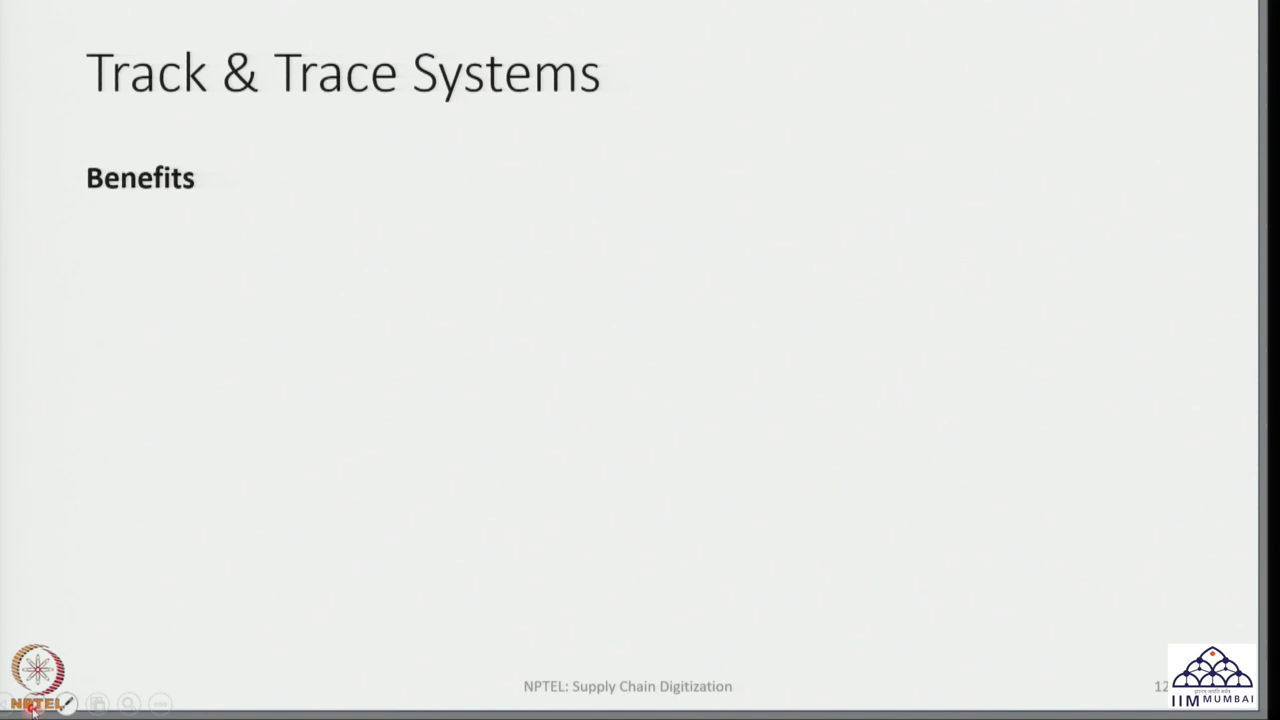 Track & Trace Systems
Benefits
NPTEL
NPTEL: Supply Chain Digitization
12
IIM MUMBAI